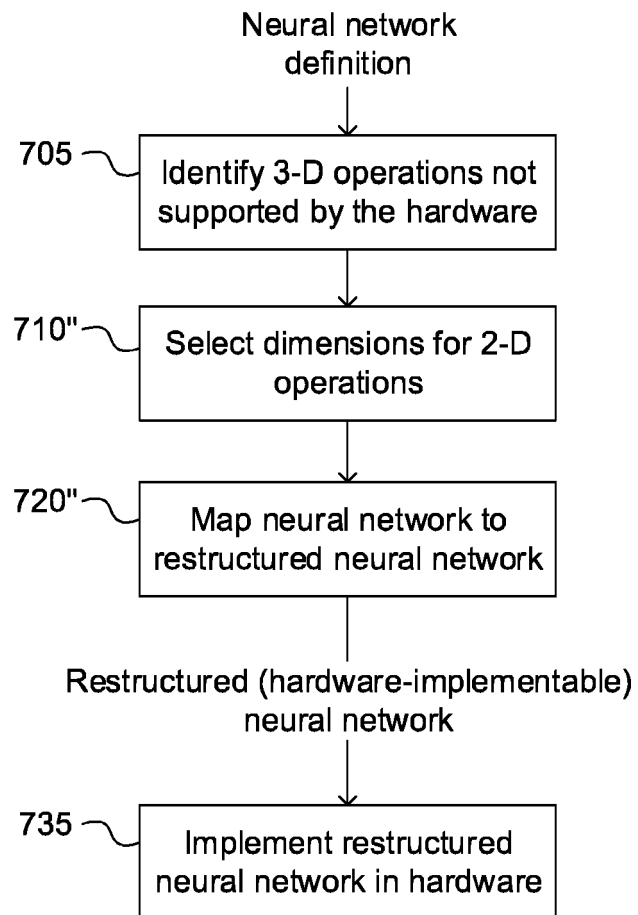 Neural network
definition
705
Identify 3-D operations not
supported by the hardware
710"
Select dimensions for 2-D
operations
720"
Map neural network to
restructured neural network
Restructured (hardware-implementable)
neural network
735
Implement restructured
neural network in hardware